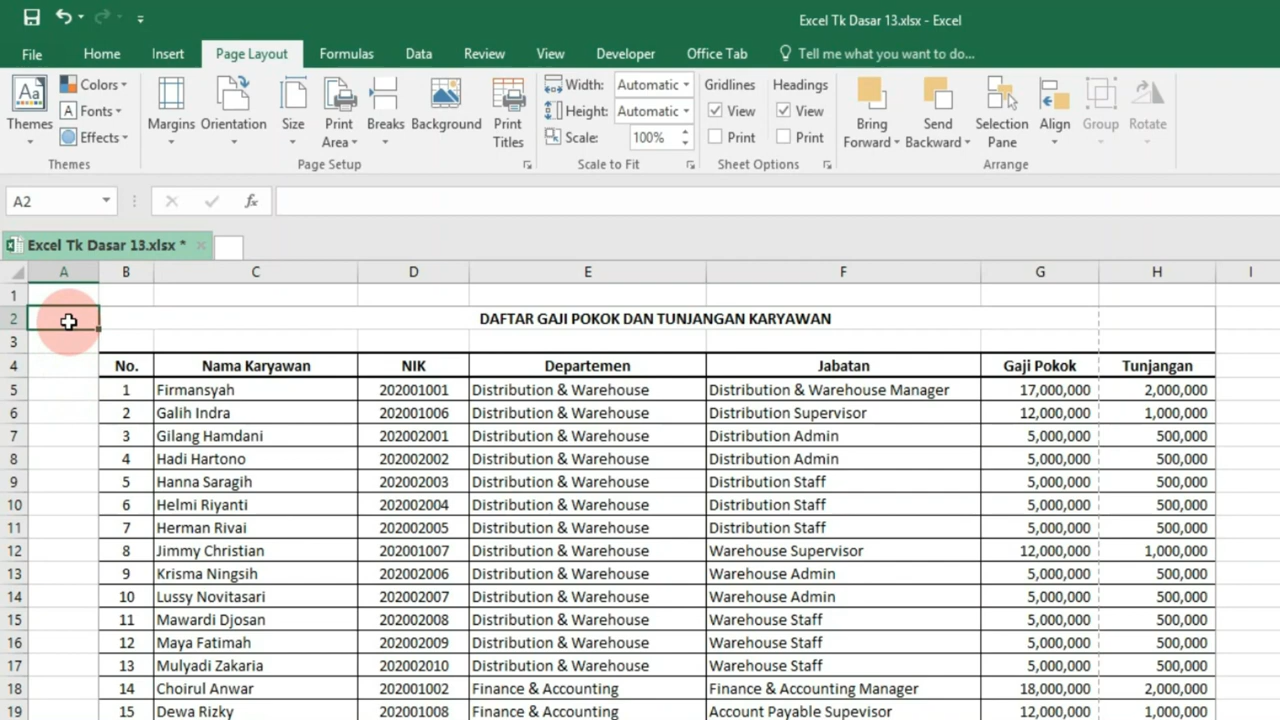 Excel Tk Dasar 13.xlsx - Excel
File Home Insert Page Layout Formulas Data Review View Developer Office Tab Tell me what you want to do...
Colors Width: Automatic Gridlines Headings
Aa A Fonts Height: Automatic View View
Themes Effects Margins Orientation Size Print Area Breaks Background Print Titles Scale: 100% Print Print Bring Forward Send Backward Selection Pane Align Group Rotate
Themes Page Setup Scale to Fit Sheet Options Arrange
A2 fx
Excel Tk Dasar 13.xlsx *
A B C D E F G H I
1
2 DAFTAR GAJI POKOK DAN TUNJANGAN KARYAWAN
3
4 No. Nama Karyawan NIK Departemen Jabatan Gaji Pokok Tunjangan
5 1 Firmansyah 202001001 Distribution & Warehouse Distribution & Warehouse Manager 17,000,000 2,000,000
6 2 Galih Indra 202001006 Distribution & Warehouse Distribution Supervisor 12,000,000 1,000,000
7 3 Gilang Hamdani 202002001 Distribution & Warehouse Distribution Admin 5,000,000 500,000
8 4 Hadi Hartono 202002002 Distribution & Warehouse Distribution Admin 5,000,000 500,000
9 5 Hanna Saragih 202002003 Distribution & Warehouse Distribution Staff 5,000,000 500,000
10 6 Helmi Riyanti 202002004 Distribution & Warehouse Distribution Staff 5,000,000 500,000
11 7 Herman Rivai 202002005 Distribution & Warehouse Distribution Staff 5,000,000 500,000
12 8 Jimmy Christian 202001007 Distribution & Warehouse Warehouse Supervisor 12,000,000 1,000,000
13 9 Krisma Ningsih 202002006 Distribution & Warehouse Warehouse Admin 5,000,000 500,000
14 10 Lussy Novitasari 202002007 Distribution & Warehouse Warehouse Admin 5,000,000 500,000
15 11 Mawardi Djosan 202002008 Distribution & Warehouse Warehouse Staff 5,000,000 500,000
16 12 Maya Fatimah 202002009 Distribution & Warehouse Warehouse Staff 5,000,000 500,000
17 13 Mulyadi Zakaria 202002010 Distribution & Warehouse Warehouse Staff 5,000,000 500,000
18 14 Choirul Anwar 202001002 Finance & Accounting Finance & Accounting Manager 18,000,000 2,000,000
19 15 Dewa Rizky 202001008 Finance & Accounting Account Payable Supervisor 12,000,000 1,000,000